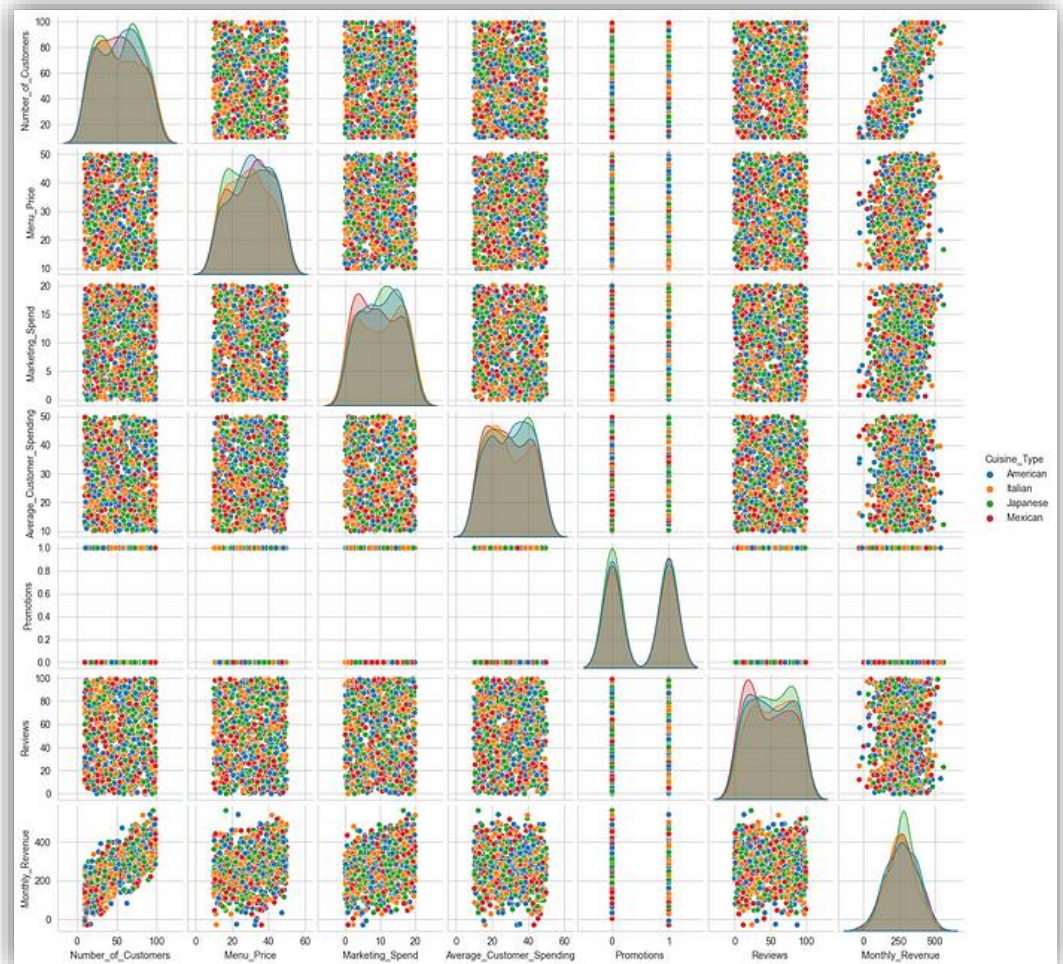 Number_of_Customers
100
80
60
40
20
Menu_Price
50
40
30
20
10
Marketing_Spend
20
15
10
5
0
Average_Customer_Spending
50
40
30
20
10
Cuisine_Type
American
Italian
Japanese
Mexican
Promotions
1.0
0.8
0.6
0.4
0.2
0.0
Reviews
100
80
60
40
20
0
Monthly_Revenue
400
200
0
0 50 100
0 20 40 60
0 10 20
0 20 40 60
0 1
0 50 100
0 250 500
Number_of_Customers
Menu_Price
Marketing_Spend
Average_Customer_Spending
Promotions
Reviews
Monthly_Revenue